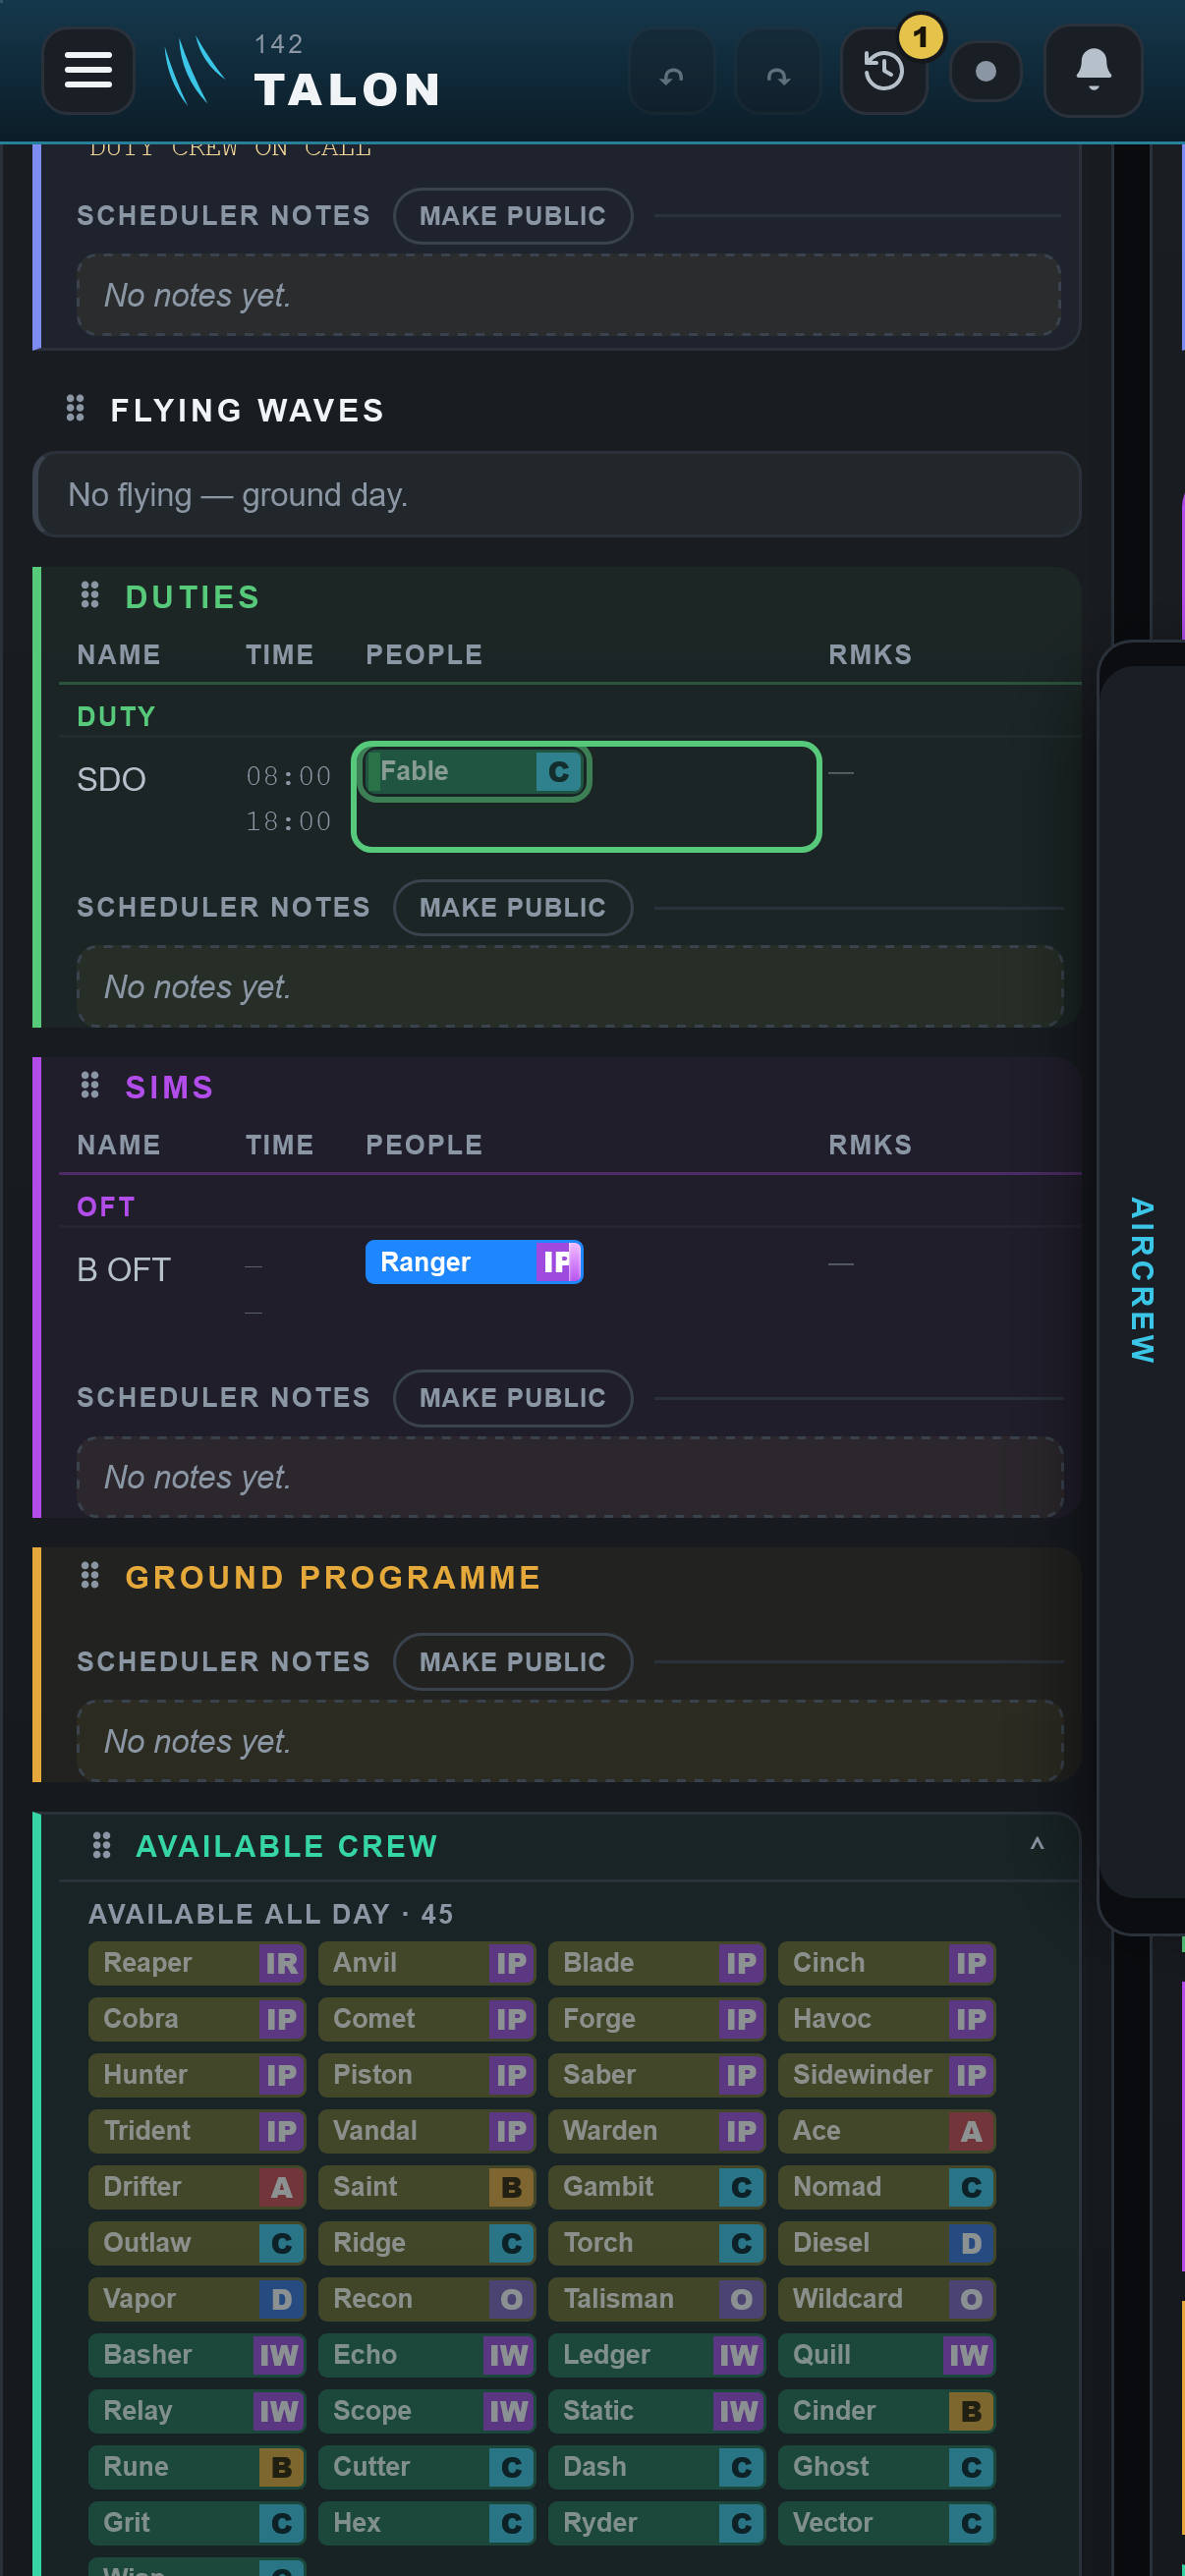 142
TALON
1
DUTY CREW ON CALL
SCHEDULER NOTES MAKE PUBLIC
No notes yet.
FLYING WAVES
No flying — ground day.
DUTIES
NAME TIME PEOPLE RMKS
DUTY
SDO 08:00 Fable C —
18:00
SCHEDULER NOTES MAKE PUBLIC
No notes yet.
SIMS
NAME TIME PEOPLE RMKS
OFT
B OFT — Ranger IP —
—
SCHEDULER NOTES MAKE PUBLIC
No notes yet.
GROUND PROGRAMME
SCHEDULER NOTES MAKE PUBLIC
No notes yet.
AIRCREW
AVAILABLE CREW
AVAILABLE ALL DAY · 45
Reaper IR Anvil IP Blade IP Cinch IP
Cobra IP Comet IP Forge IP Havoc IP
Hunter IP Piston IP Saber IP Sidewinder IP
Trident IP Vandal IP Warden IP Ace A
Drifter A Saint B Gambit C Nomad C
Outlaw C Ridge C Torch C Diesel D
Vapor D Recon O Talisman O Wildcard O
Basher IW Echo IW Ledger IW Quill IW
Relay IW Scope IW Static IW Cinder B
Rune B Cutter C Dash C Ghost C
Grit C Hex C Ryder C Vector C